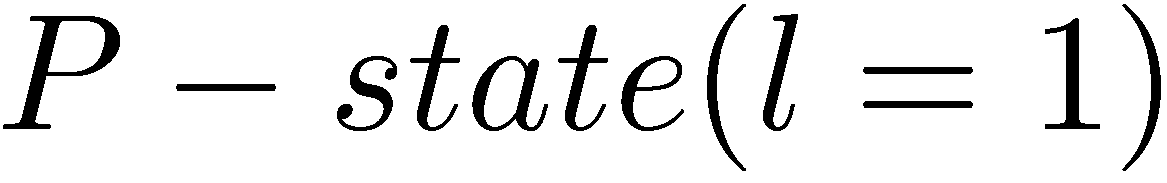 P − state(l = 1)